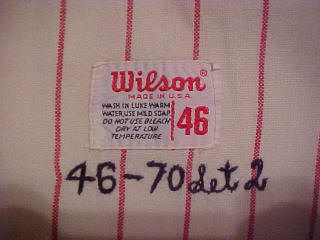 Wilson®
MADE IN U.S.A.
WASH IN LUKE WARM
WATER, USE MILD SOAP
DO NOT USE BLEACH
DRY AT LOW
TEMPERATURE
46
46-70 Set 2